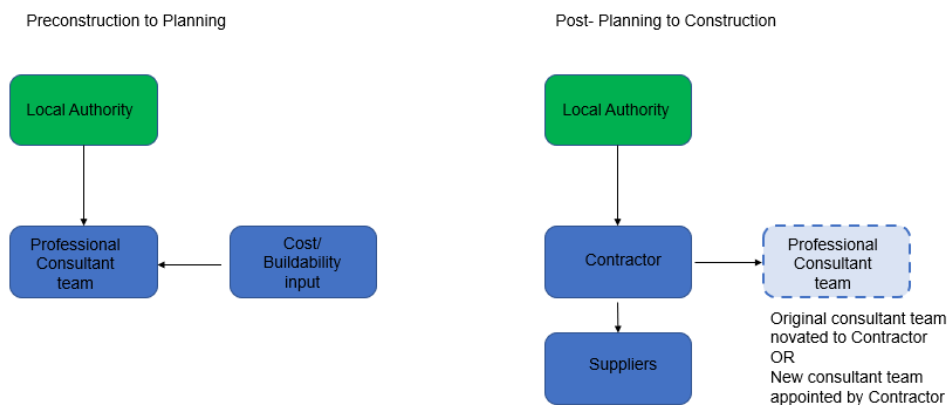 Preconstruction to Planning
Post- Planning to Construction
Local Authority
Local Authority
Professional
Consultant
team
Cost/
Buildability
input
Contractor
Professional
Consultant
team
Suppliers
Original consultant team
novated to Contractor
OR
New consultant team
appointed by Contractor